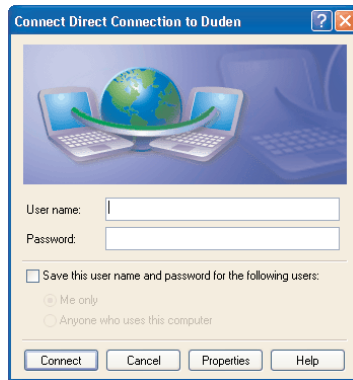 Connect Direct Connection to Duden
User name:
Password:
Save this user name and password for the following users:
Me only
Anyone who uses this computer
Connect Cancel Properties Help